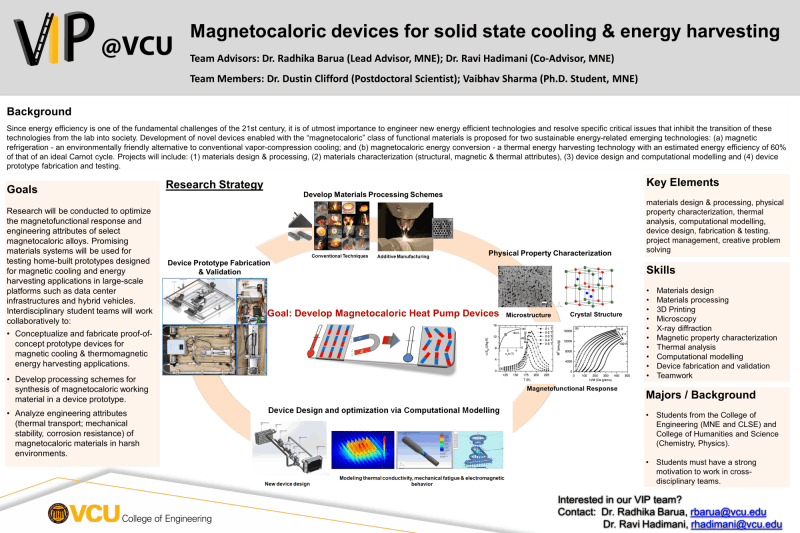 VIP @VCU
Magnetocaloric devices for solid state cooling & energy harvesting
Team Advisors: Dr. Radhika Barua (Lead Advisor, MNE); Dr. Ravi Hadimani (Co-Advisor, MNE)
Team Members: Dr. Dustin Clifford (Postdoctoral Scientist); Vaibhav Sharma (Ph.D. Student, MNE)
Background
Since energy efficiency is one of the fundamental challenges of the 21st century, it is of utmost importance to engineer new energy efficient technologies and resolve specific critical issues that inhibit the transition of these
technologies from the lab into society. Development of novel devices enabled with the “magnetocaloric” class of functional materials is proposed for two sustainable energy-related emerging technologies: (a) magnetic
refrigeration - an environmentally friendly alternative to conventional vapor-compression cooling; and (b) magnetocaloric energy conversion - a thermal energy harvesting technology with an estimated energy efficiency of 60%
of that of an ideal Carnot cycle. Projects will include: (1) materials design & processing, (2) materials characterization (structural, magnetic & thermal attributes), (3) device design and computational modelling and (4) device
prototype fabrication and testing.
Goals
Research will be conducted to optimize
the magnetofunctional response and
engineering attributes of select
magnetocaloric alloys. Promising
materials systems will be used for
testing home-built prototypes designed
for magnetic cooling and energy
harvesting applications in large-scale
platforms such as data center
infrastructures and hybrid vehicles.
Interdisciplinary student teams will work
collaboratively to:
• Conceptualize and fabricate proof-of-
concept prototype devices for
magnetic cooling & thermomagnetic
energy harvesting applications.
• Develop processing schemes for
synthesis of magnetocaloric working
material in a device prototype.
• Analyze engineering attributes
(thermal transport; mechanical
stability, corrosion resistance) of
magnetocaloric materials in harsh
environments.
Research Strategy
Develop Materials Processing Schemes
Conventional Techniques
Additive Manufacturing
Physical Property Characterization
Microstructure
Crystal Structure
Magnetofunctional Response
Device Prototype Fabrication
& Validation
Goal: Develop Magnetocaloric Heat Pump Devices
Device Design and optimization via Computational Modelling
New device design
Modeling thermal conductivity, mechanical fatigue & electromagnetic
behavior
Key Elements
materials design & processing, physical
property characterization, thermal
analysis, computational modelling,
device design, fabrication & testing.
project management, creative problem
solving
Skills
• Materials design
• Materials processing
• 3D Printing
• Microscopy
• X-ray diffraction
• Magnetic property characterization
• Thermal analysis
• Computational modelling
• Device fabrication and validation
• Teamwork
Majors / Background
• Students from the College of
Engineering (MNE and CLSE) and
College of Humanities and Science
(Chemistry, Physics).
• Students must have a strong
motivation to work in cross-
disciplinary teams.
VCU College of Engineering
Interested in our VIP team?
Contact: Dr. Radhika Barua, rbarua@vcu.edu
Dr. Ravi Hadimani, rhadimani@vcu.edu